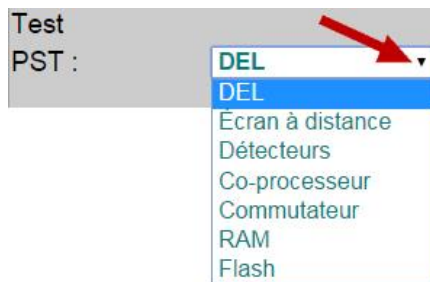 Test
PST : DEL
DEL
Écran à distance
Détecteurs
Co-processeur
Commutateur
RAM
Flash